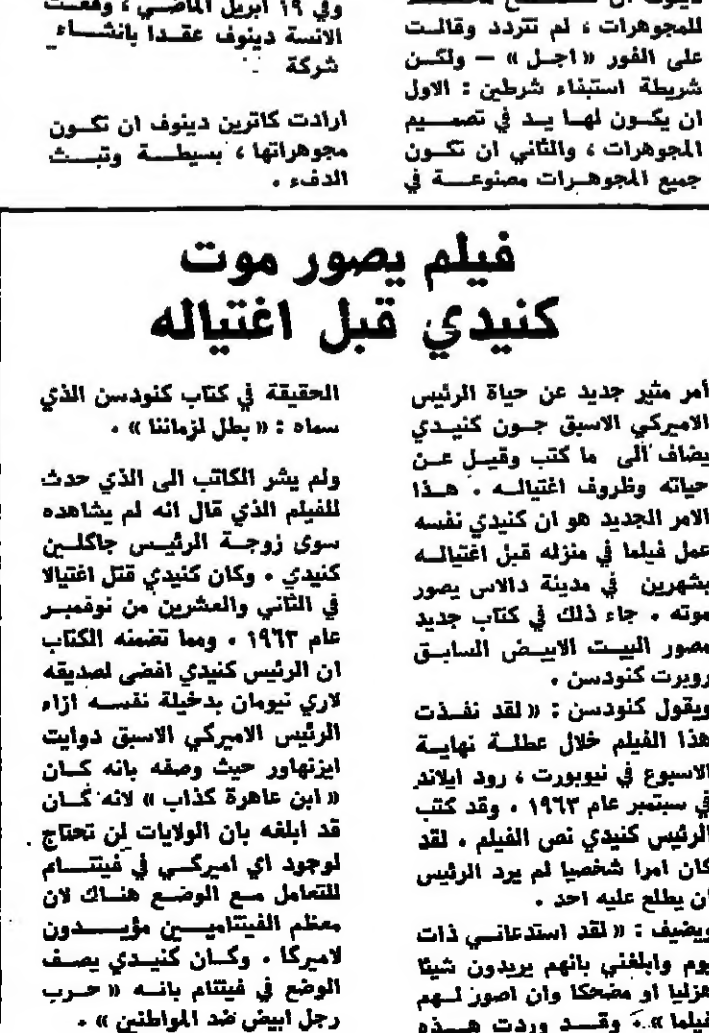 للمجوهرات ، لم تتردد وقالت
على الفور « اجل » — ولكن
شريطة استيفاء شرطين : الاول
ان يكون لها يد في تصميم
المجوهرات ، والثاني ان تكون
جميع المجوهرات مصنوعة في
وفي ١٩ ابريل الماضي ، وقعت
الانسة دينوف عقدا بانشاء
شركة
ارادت كاترين دينوف ان تكون
مجوهراتها ، بسيطة وتبث
الدفء .
فيلم يصور موت
كنيدي قبل اغتياله
أمر مثير جديد عن حياة الرئيس
الاميركي الاسبق جون كنيدي
يضاف الى ما كتب وقيل عن
حياته وظروف اغتياله . هذا
الامر الجديد هو ان كنيدي نفسه
عمل فيلما في منزله قبل اغتياله
بشهرين في مدينة دالاس يصور
موته . جاء ذلك في كتاب جديد
مصور البيت الابيض السابق
روبرت كنودسن .
ويقول كنودسن : « لقد نفذت
هذا الفيلم خلال عطلة نهاية
الاسبوع في نيوبورت ، رود ايلاند
في سبتمبر عام ١٩٦٣ . وقد كتب
الرئيس كنيدي نص الفيلم . لقد
كان امرا شخصيا لم يرد الرئيس
ان يطلع عليه احد .
ويضيف : « لقد استدعاني ذات
يوم وابلغني بانهم يريدون شيئا
هزليا او مضحكا وان اصور لهم
فيلما » . وقد وردت هذه
الحقيقة في كتاب كنودسن الذي
سماه : « بطل لزماننا » .
ولم يشر الكاتب الى الذي حدث
للفيلم الذي قال انه لم يشاهده
سوى زوجة الرئيس جاكلين
كنيدي . وكان كنيدي قتل اغتيالا
في الثاني والعشرين من نوفمبر
عام ١٩٦٣ . ومما تضمنه الكتاب
ان الرئيس كنيدي افضى لصديقه
لاري نيومان بدخيلة نفسه ازاء
الرئيس الاميركي الاسبق دوايت
ايزنهاور حيث وصفه بانه كان
« ابن عاهرة كذاب » لانه كان
قد ابلغه بان الولايات لن تحتاج
لوجود اي اميركي في فيتنام
للتعامل مع الوضع هناك لان
معظم الفيتناميين مؤيدون
لاميركا . وكان كنيدي يصف
الوضع في فيتنام بانه « حرب
رجل ابيض ضد المواطنين » .